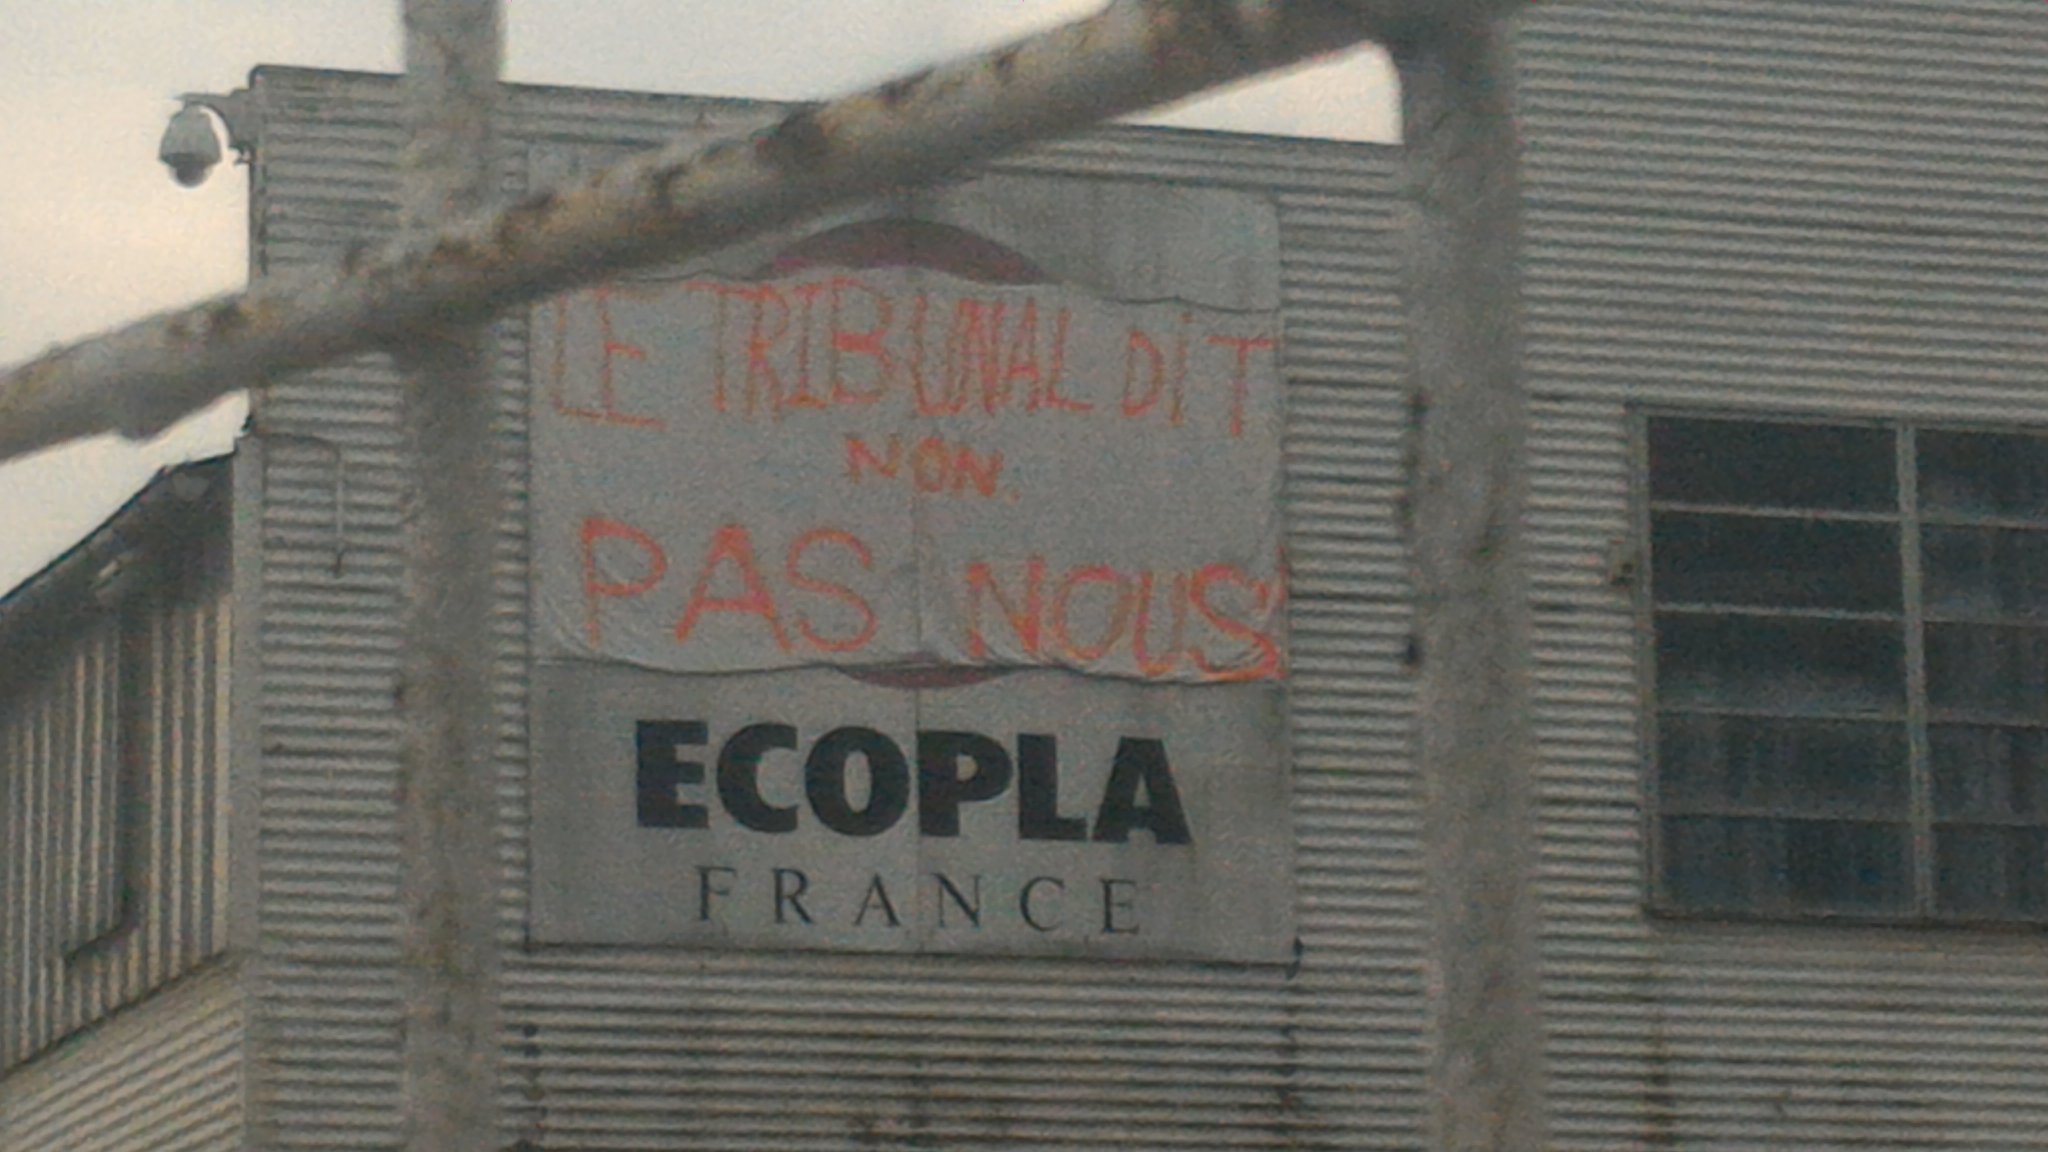 LE TRIBUNAL DIT
NON.
PAS NOUS!
ECOPLA
FRANCE